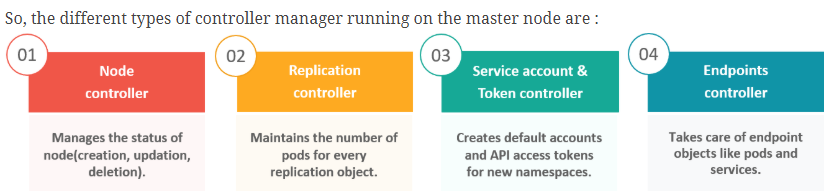 So, the different types of controller manager running on the master node are :
01
Node
controller
Manages the status of
node(creation, updation,
deletion).
02
Replication
controller
Maintains the number of
pods for every
replication object.
03
Service account &
Token controller
Creates default accounts
and API access tokens
for new namespaces.
04
Endpoints
controller
Takes care of endpoint
objects like pods and
services.